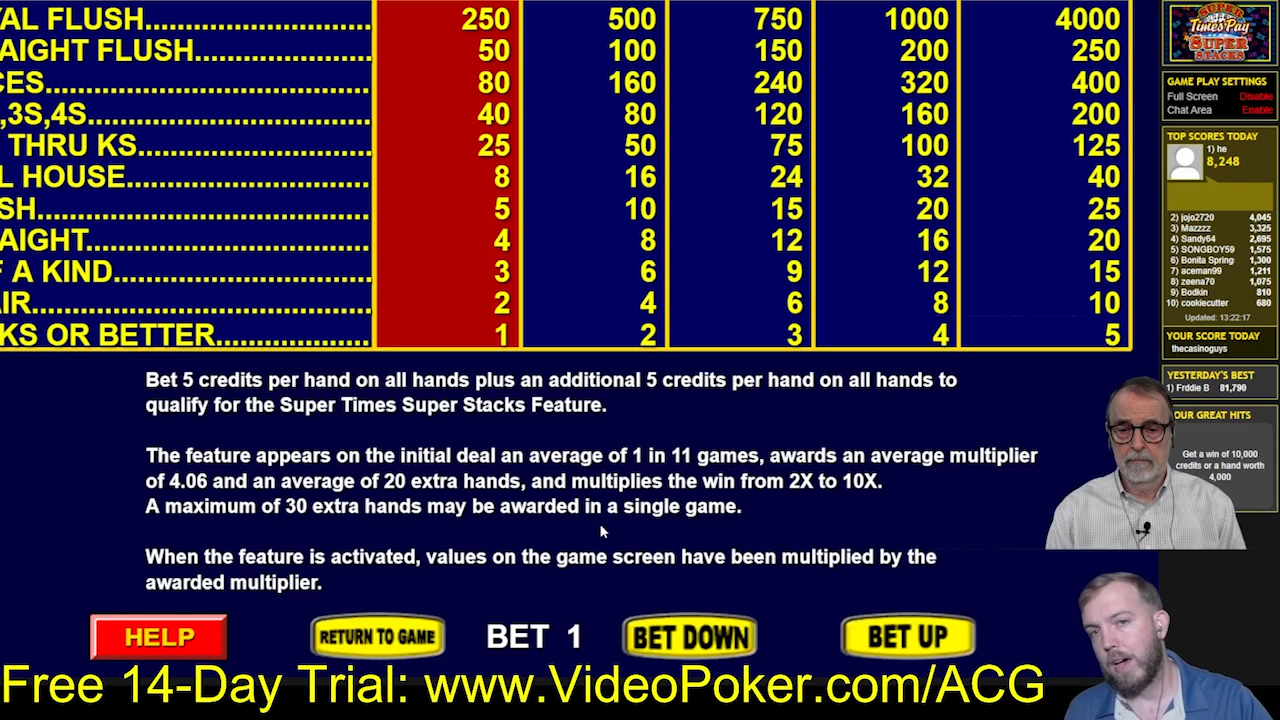 YAL FLUSH 250 500 750 1000 4000
AIGHT FLUSH 50 100 150 200 250
CES 80 160 240 320 400
,3S,4S 40 80 120 160 200
THRU KS 25 50 75 100 125
L HOUSE 8 16 24 32 40
SH 5 10 15 20 25
AIGHT 4 8 12 16 20
F A KIND 3 6 9 12 15
AIR 2 4 6 8 10
KS OR BETTER 1 2 3 4 5
Bet 5 credits per hand on all hands plus an additional 5 credits per hand on all hands to
qualify for the Super Times Super Stacks Feature.
The feature appears on the initial deal an average of 1 in 11 games, awards an average multiplier
of 4.06 and an average of 20 extra hands, and multiplies the win from 2X to 10X.
A maximum of 30 extra hands may be awarded in a single game.
When the feature is activated, values on the game screen have been multiplied by the
awarded multiplier.
HELP
RETURN TO GAME
BET 1
BET DOWN
BET UP
Free 14-Day Trial: www.VideoPoker.com/ACG
SUPER
Times Pay
SUPER
STACKS
GAME PLAY SETTINGS
Full Screen Disable
Chat Area Enable
TOP SCORES TODAY
1) he
8,248
2) jojo2720 4,045
3) Mazzzz 3,325
4) Sandy64 2,695
5) SONGBOY59 1,575
6) Bonita Spring 1,300
7) aceman99 1,211
8) zeena70 1,075
9) Bodkin 810
10) cookiecutter 680
Updated: 13:22:17
YOUR SCORE TODAY
thecasinoguys
YESTERDAY'S BEST
1) Frddie B 81,790
OUR GREAT HITS
Get a win of 10,000
credits or a hand worth
4,000